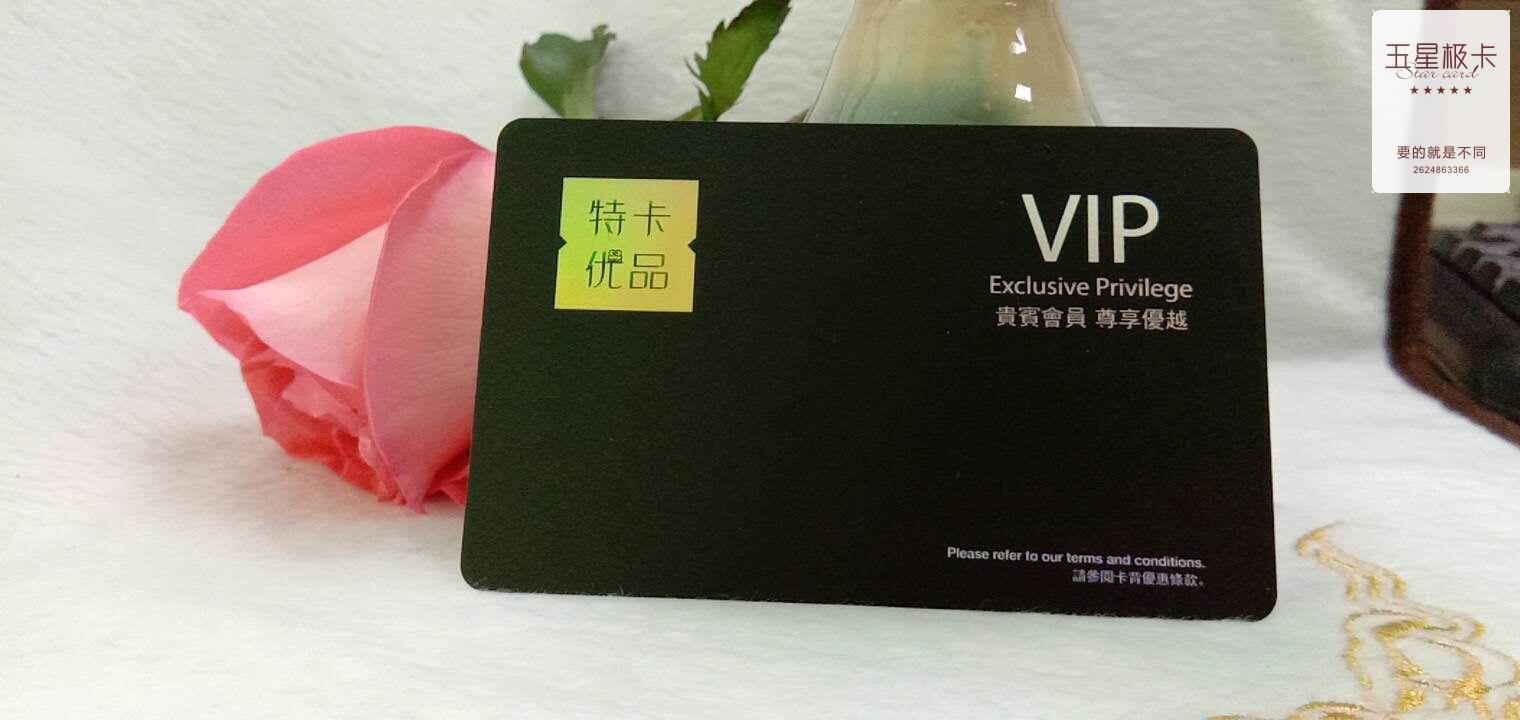 特卡
优品
VIP
Exclusive Privilege
貴賓會員 尊享優越
Please refer to our terms and conditions.
請參閱卡背優惠條款。
五星极卡
Star card
要的就是不同
2624863366